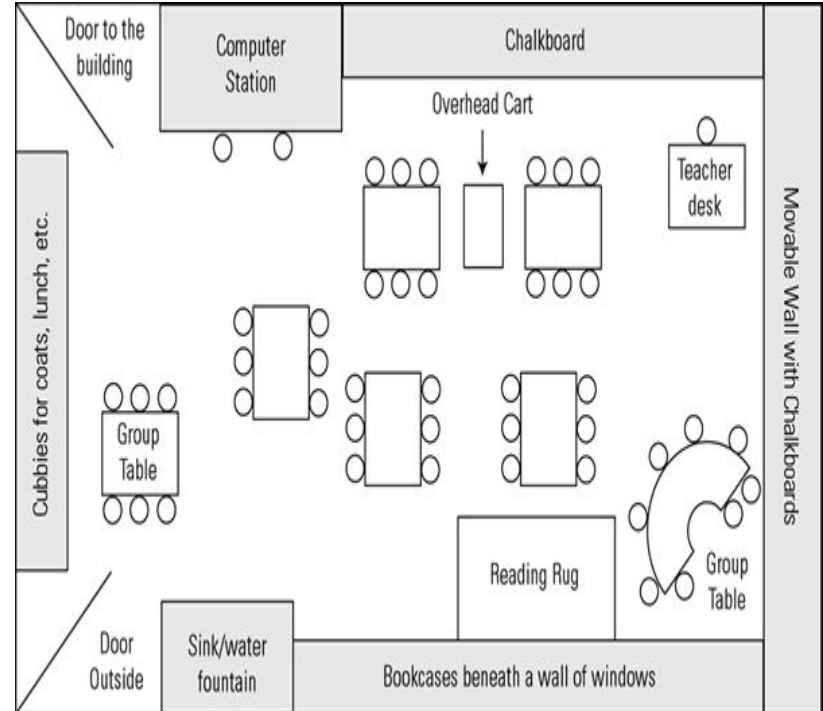 Door to the
building
Computer
Station
Chalkboard
Overhead Cart
Teacher
desk
Movable Wall with Chalkboards
Cubbies for coats, lunch, etc.
Group
Table
Reading Rug
Group
Table
Door
Outside
Sink/water
fountain
Bookcases beneath a wall of windows